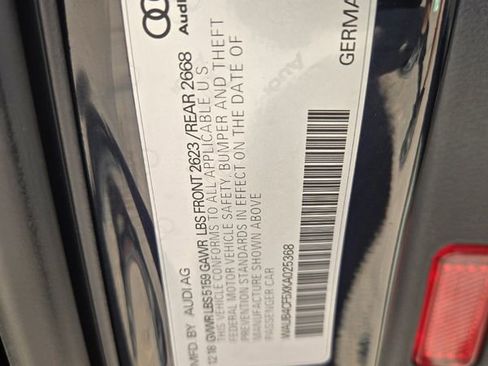 Audi
GERMA
MFD. BY AUDI AG
12·18 GVWR LBS 5159 GAWR LBS FRONT 2623 /REAR 2668
THIS VEHICLE CONFORMS TO ALL APPLICABLE U S
FEDERAL MOTOR VEHICLE SAFETY, BUMPER AND THEFT
PREVENTION STANDARDS IN EFFECT ON THE DATE OF
MANUFACTURE SHOWN ABOVE
PASSENGER CAR
WAUB4CF5XKA025368